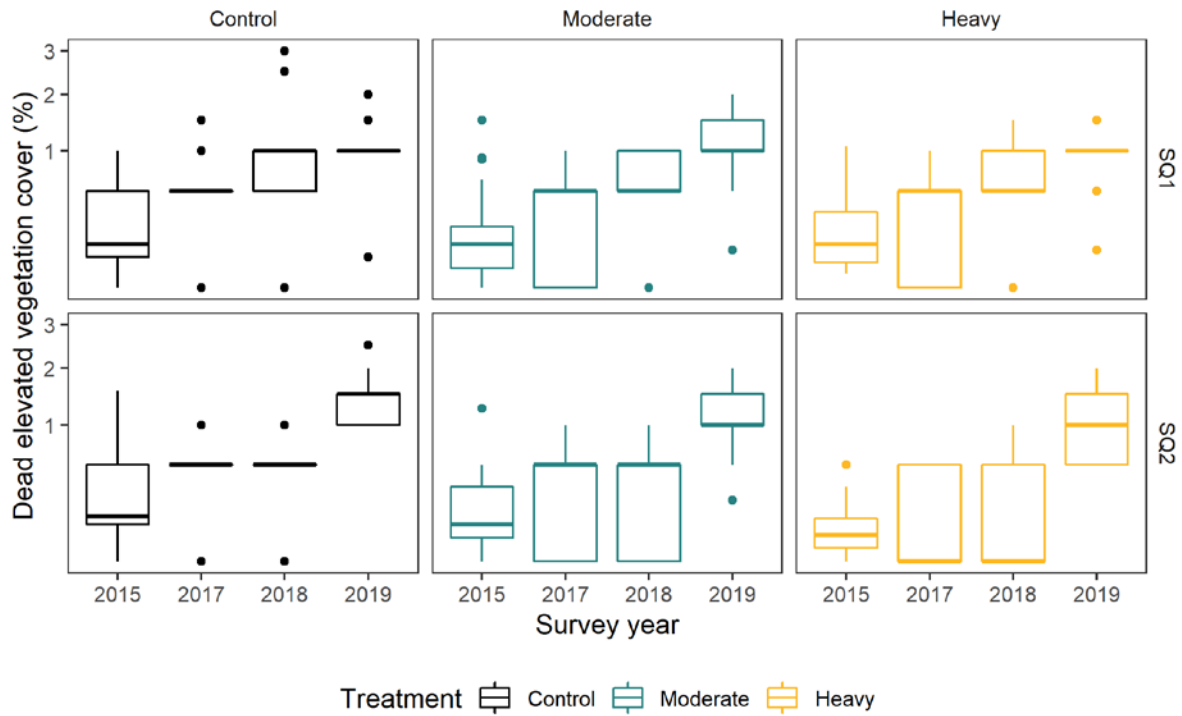 Control Moderate Heavy
Dead elevated vegetation cover (%)
3
2
1
SQ1
3
2
1
SQ2
2015 2017 2018 2019 2015 2017 2018 2019 2015 2017 2018 2019
Survey year
Treatment Control Moderate Heavy